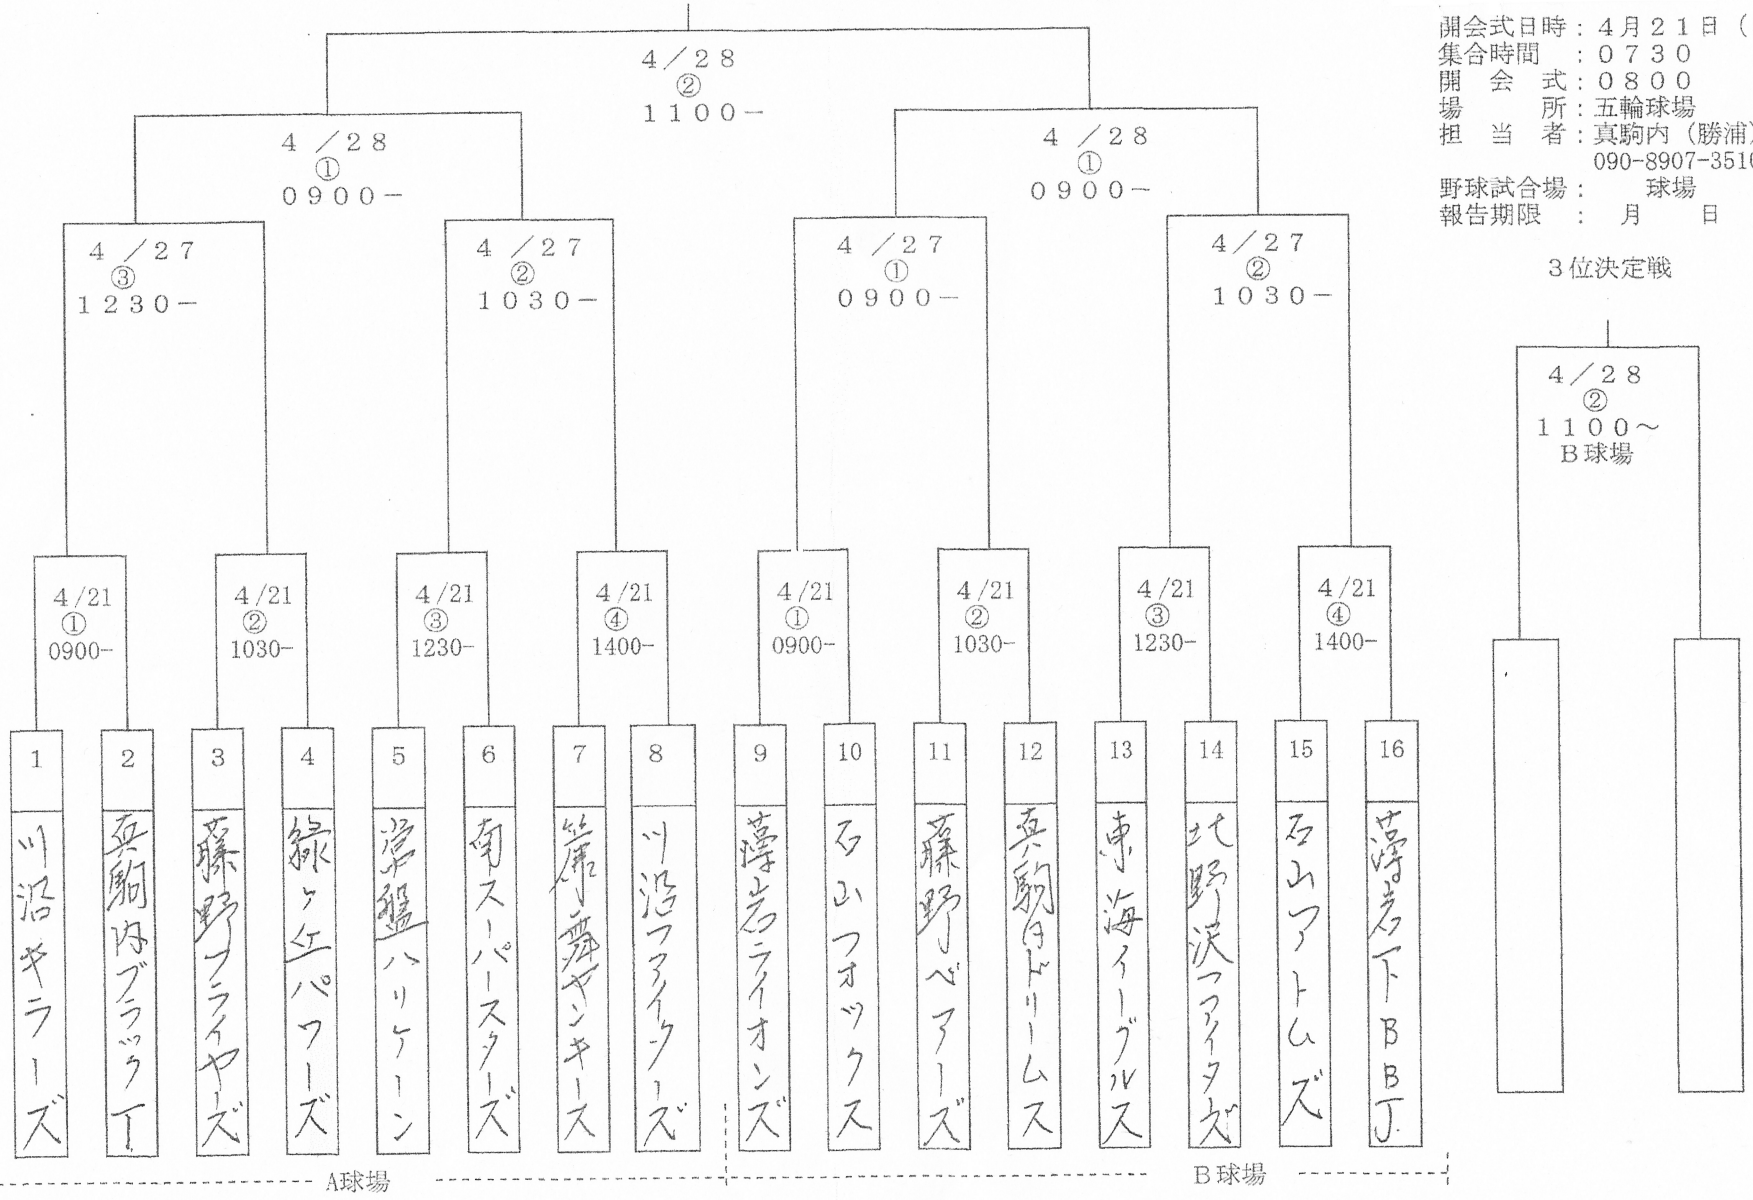 開会式日時：4月21日（
集合時間　：0730
開　会　式：0800
場　　　所：五輪球場
担　当　者：真駒内（勝浦）
090-8907-3510
野球試合場：　　球場
報告期限　：　月　　日
4／28
②
1100－
4／28
①
0900－
4／28
①
0900－
4／27
③
1230－
4／27
②
1030－
4／27
①
0900－
4／27
②
1030－
3位決定戦
4／28
②
1100～
B球場
4/21
①
0900-
4/21
②
1030-
4/21
③
1230-
4/21
④
1400-
4/21
①
0900-
4/21
②
1030-
4/21
③
1230-
4/21
④
1400-
1
川沿キラーズ
2
真駒内ブラックT
3
藤野フライヤーズ
4
緑ヶ丘パワーズ
5
常盤ハリケーン
6
南スーパースターズ
7
簾舞ヤンキース
8
川沿ファイターズ
9
藻岩ライオンズ
10
石山フオックス
11
藤野ベアーズ
12
真駒内ドリームス
13
東海イーグルス
14
北野沢ファイターズ
15
石山アトムズ
16
藻岩下BBJ.
A球場
B球場